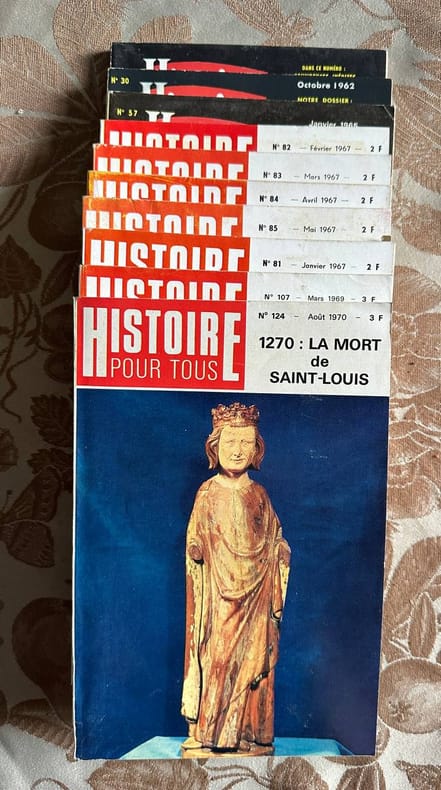 DANS CE NUMÉRO :
N° 30 Octobre 1962
NOTRE DOSSIER :
N° 57 Janvier 1965
HISTOIRE N° 82 — Février 1967 — 2 F
HISTOIRE N° 83 — Mars 1967 — 2 F
HISTOIRE N° 84 — Avril 1967 — 2 F
HISTOIRE N° 85 — Mai 1967 — 2 F
HISTOIRE N° 81 — Janvier 1967 — 2 F
HISTOIRE N° 107 — Mars 1969 — 3 F
N° 124 — Août 1970 — 3 F
HISTOIRE
POUR TOUS
1270 : LA MORT
de
SAINT-LOUIS